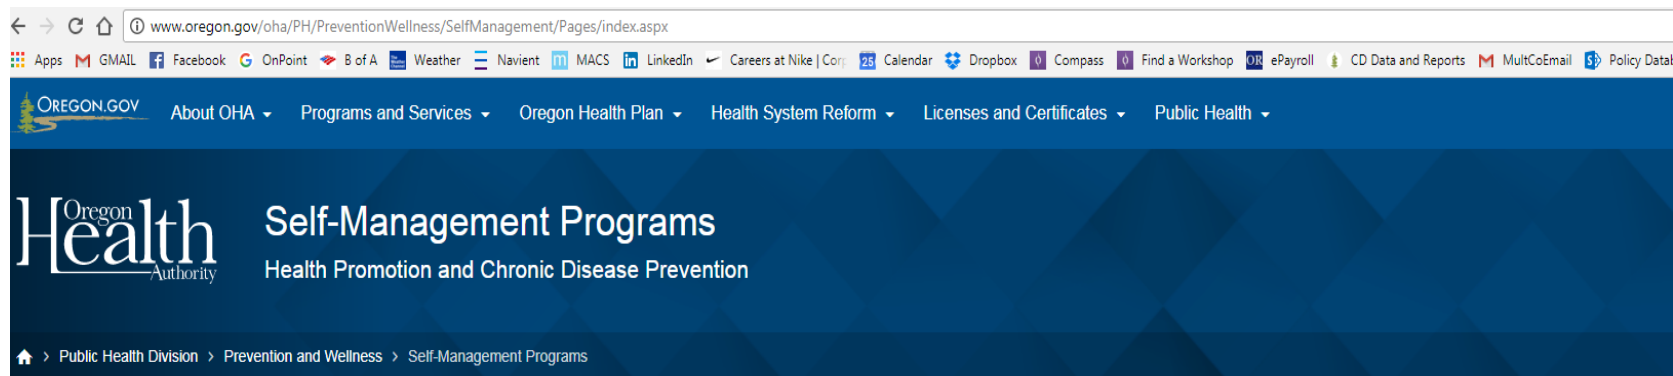 www.oregon.gov/oha/PH/PreventionWellness/SelfManagement/Pages/index.aspx
Apps GMAIL Facebook OnPoint B of A Weather Navient MACS LinkedIn Careers at Nike | Corp Calendar Dropbox Compass Find a Workshop ePayroll CD Data and Reports MultCoEmail Policy Datab
OREGON.GOV About OHA Programs and Services Oregon Health Plan Health System Reform Licenses and Certificates Public Health
Oregon Health Authority
Self-Management Programs
Health Promotion and Chronic Disease Prevention
> Public Health Division > Prevention and Wellness > Self-Management Programs